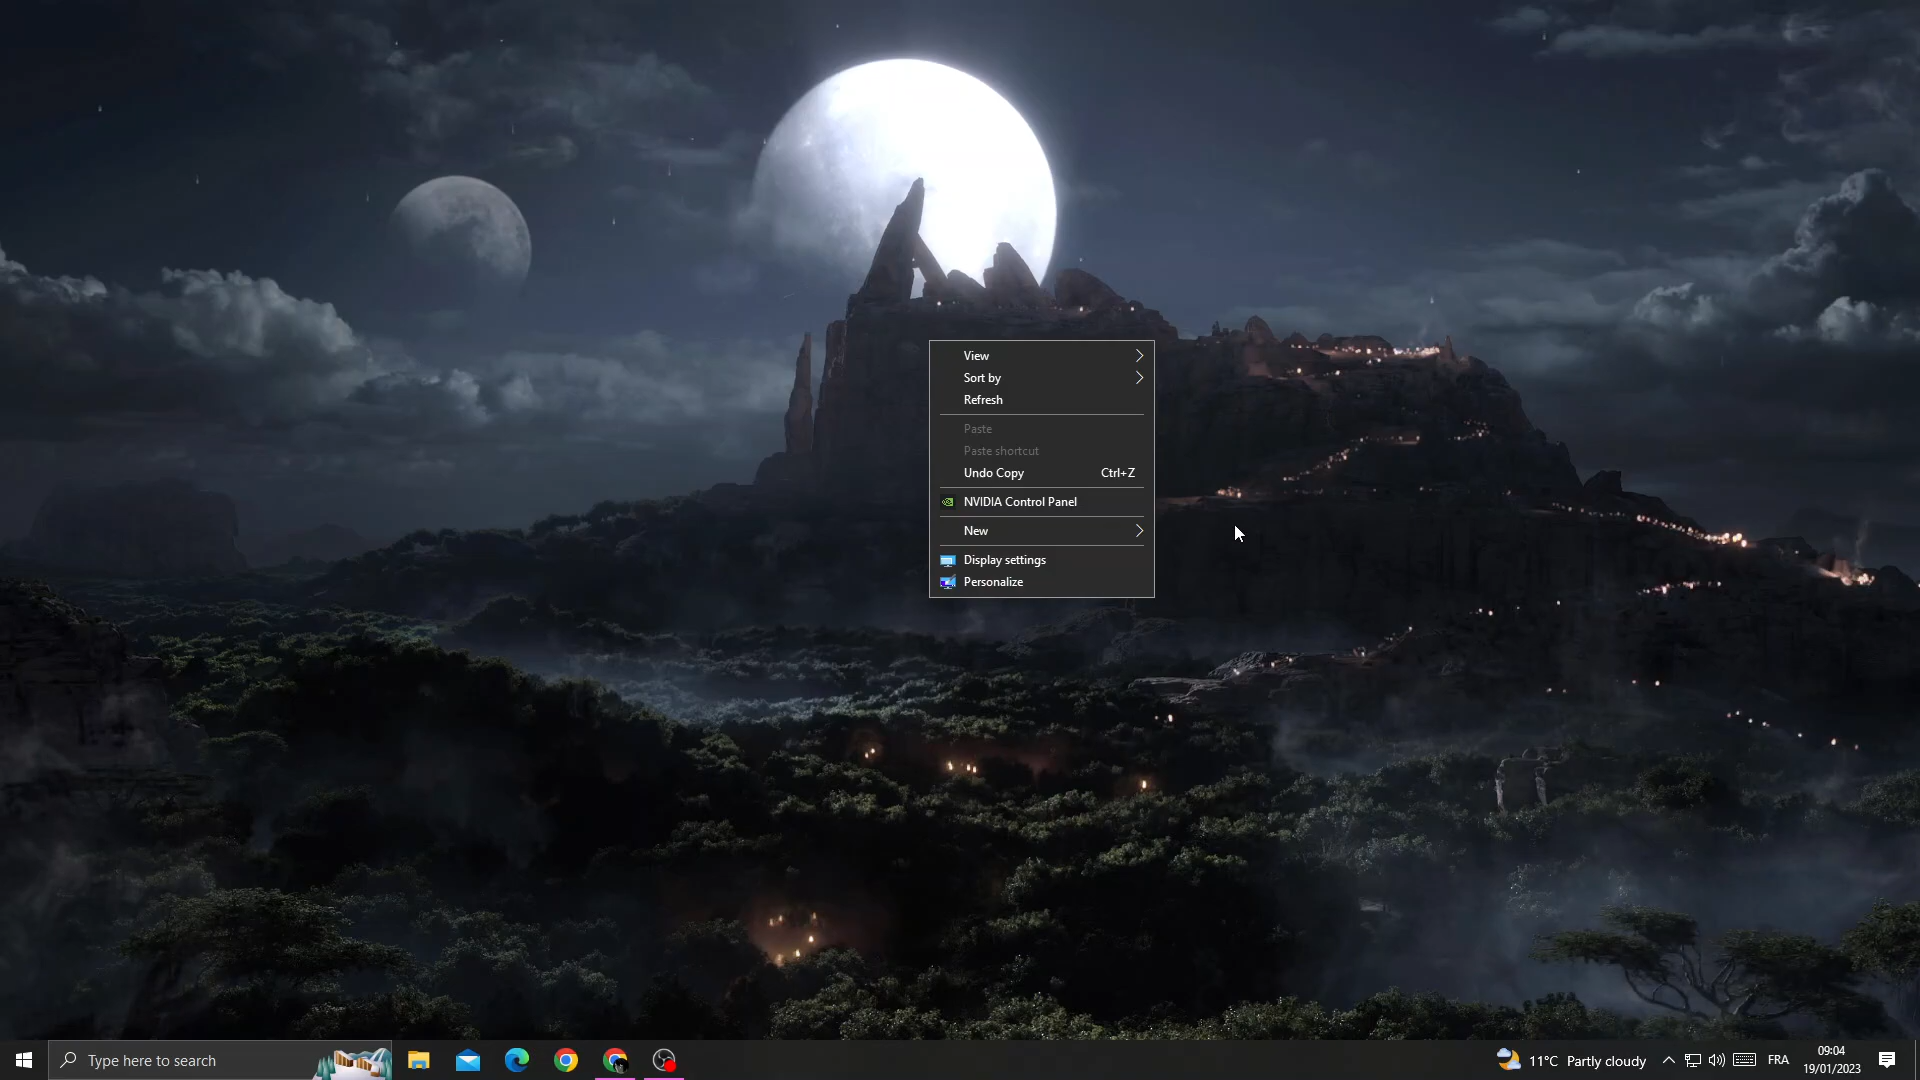 View
Sort by
Refresh
Paste
Paste shortcut
Undo Copy Ctrl+Z
NVIDIA Control Panel
New
Display settings
Personalize
Type here to search
11°C Partly cloudy
FRA
09:04
19/01/2023